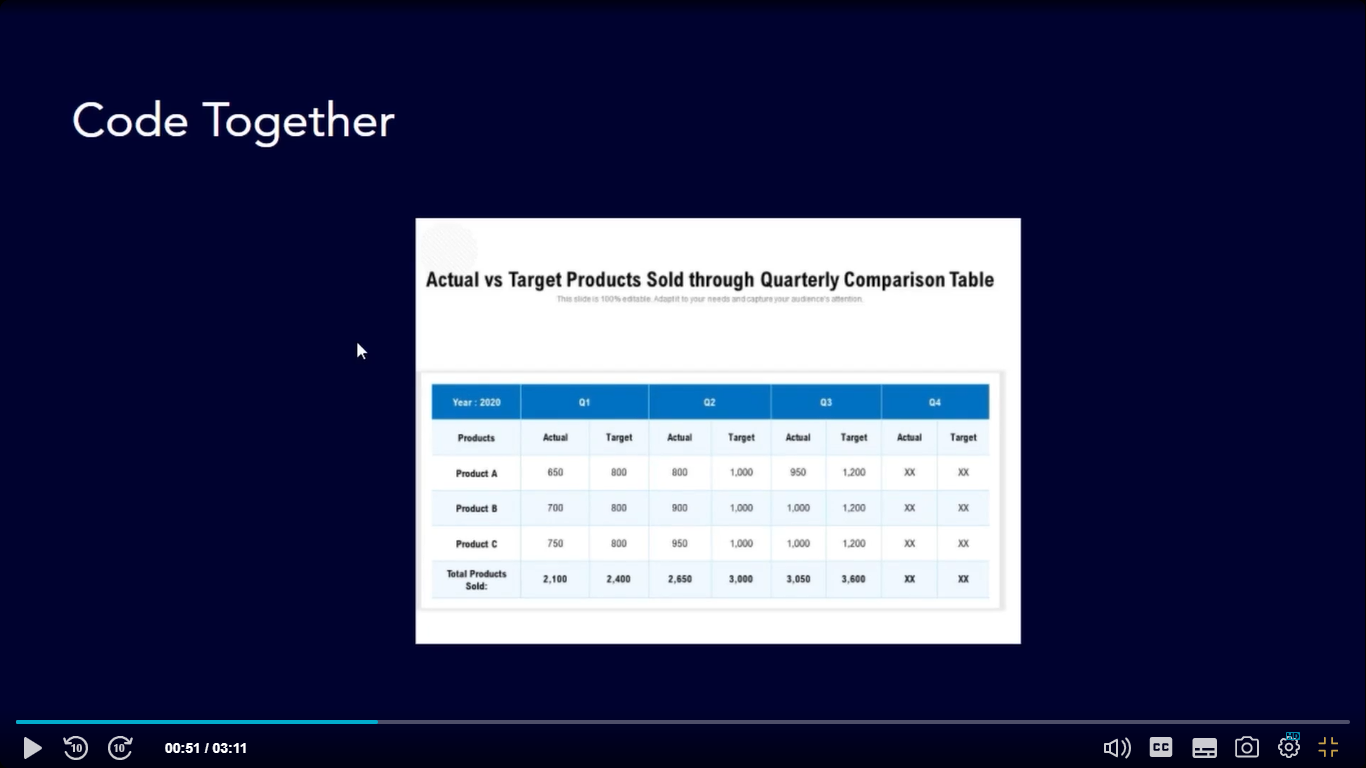 Code Together
Actual vs Target Products Sold through Quarterly Comparison Table
This slide is 100% editable. Adapt it to your needs and capture your audience's attention.
Year : 2020 Q1 Q2 Q3 Q4
Products Actual Target Actual Target Actual Target Actual Target
Product A 650 800 800 1,000 950 1,200 XX XX
Product B 700 800 900 1,000 1,000 1,200 XX XX
Product C 750 800 950 1,000 1,000 1,200 XX XX
Total Products
Sold: 2,100 2,400 2,650 3,000 3,050 3,600 XX XX
10 10 00:51 / 03:11 CC